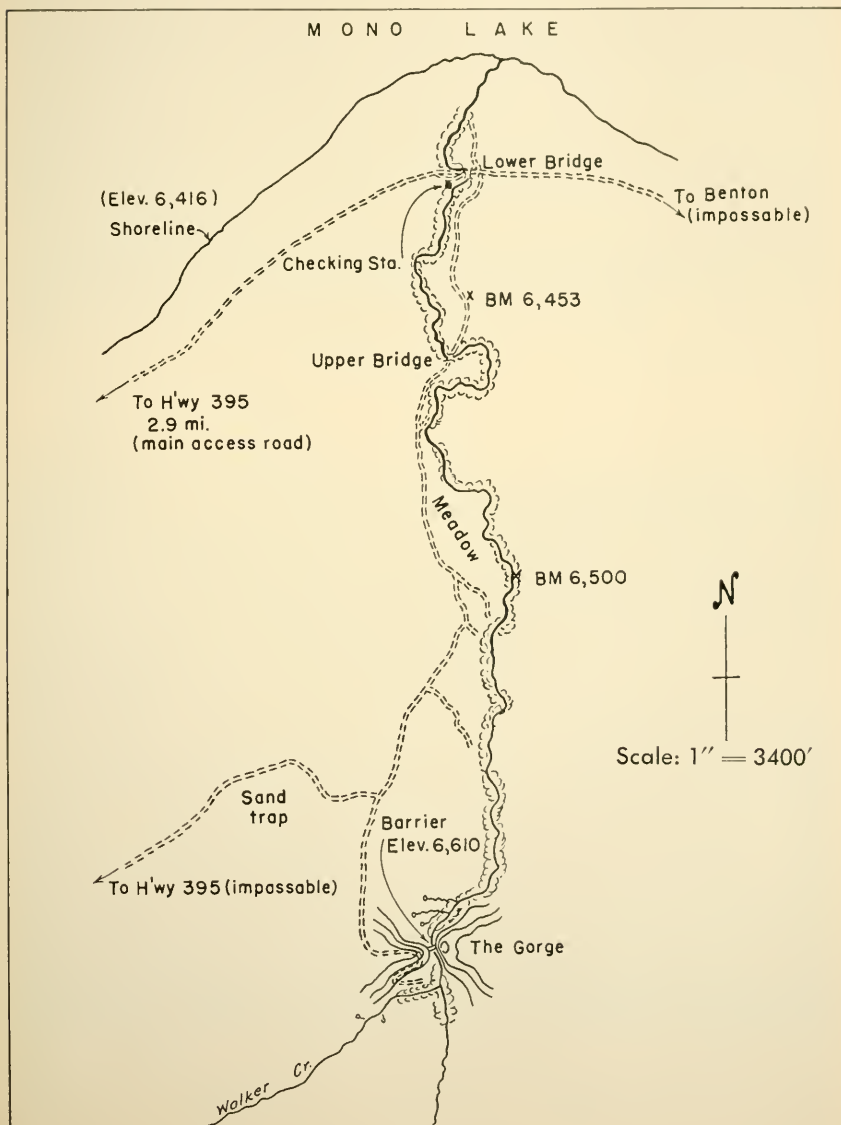 MONO LAKE
Lower Bridge
(Elev. 6,416)
Shoreline
To Benton
(impassable)
Checking Sta.
BM 6,453
Upper Bridge
To H'wy 395
2.9 mi.
(main access road)
Meadow
BM 6,500
N
Scale: 1" = 3400'
Sand
trap
Barrier
Elev. 6,610
To H'wy 395 (impassable)
The Gorge
Walker Cr.